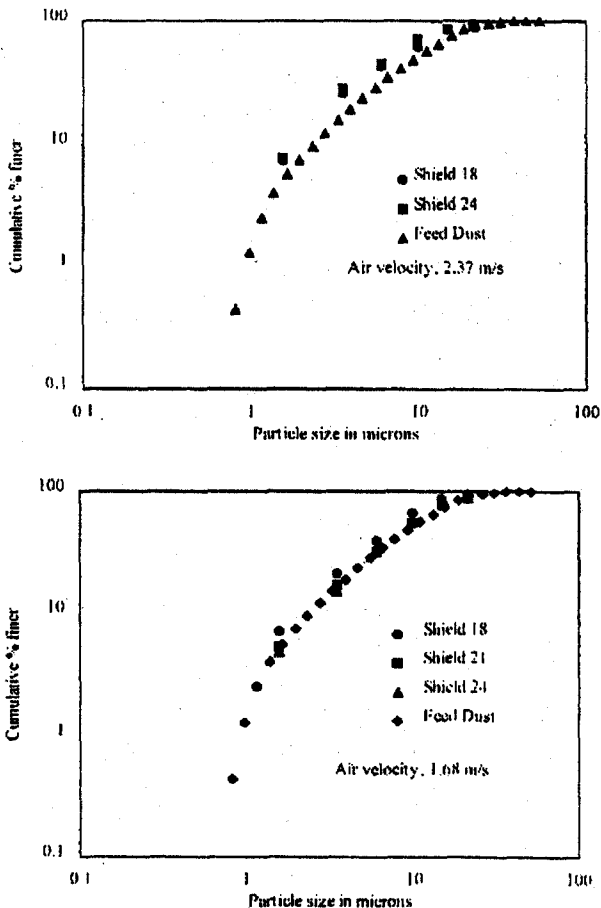 100
10
1
0.1
Cumulative % finer
Shield 18
Shield 24
Feed Dust
Air velocity, 2.37 m/s
0.1 1 10 100
Particle size in microns
100
10
1
0.1
Cumulative % finer
Shield 18
Shield 21
Shield 24
Feed Dust
Air velocity, 1.68 m/s
0.1 1 10 100
Particle size in microns